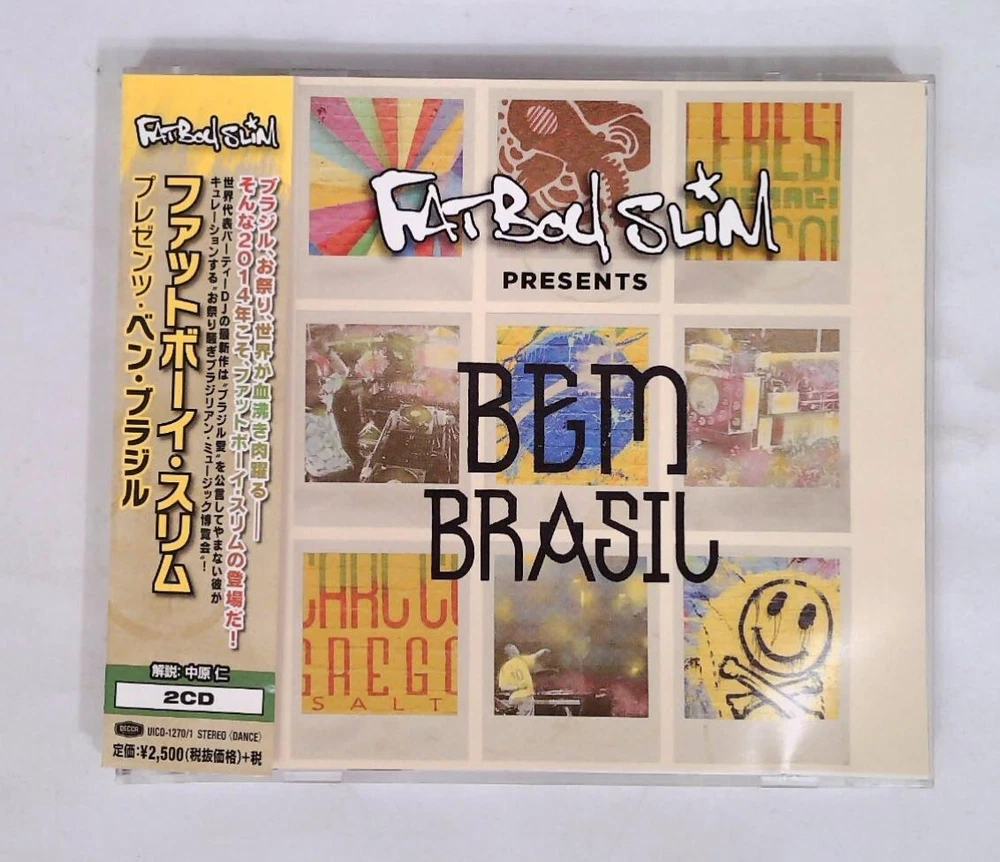 FATBOY SLIM
ブラジル、お祭り、世界が血沸き肉躍る――
そんな2014年こそファットボーイ・スリムの登場だ!
世界代表パーティーDJの最新作は“ブラジル愛”を公言してやまない彼が
キュレーションする“お祭り騒ぎブラジリアン・ミュージック博覧会”!
ファットボーイ・スリム
プレゼンツ・ベン・ブラジル
解説: 中原 仁
2CD
DECCA UICO-1270/1 STEREO〈DANCE〉
定価:¥2,500(税抜価格)+税
FATBOY SLIM
PRESENTS
BEM
BRASIL
GREGO
SALT